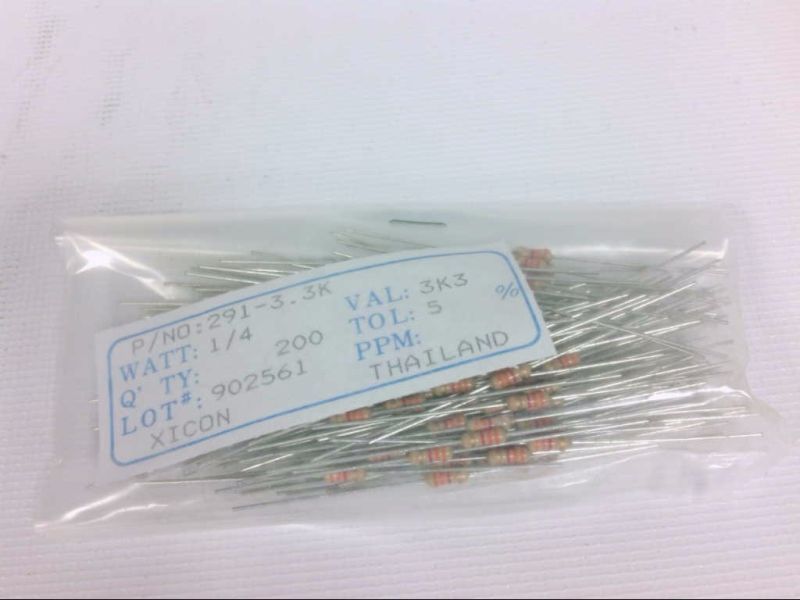 P/NO: 291-3.3K
WATT: 1/4 VAL: 3K3
Q'TY: 200 TOL: 5 %
LOT#: 902561 PPM:
XICON THAILAND